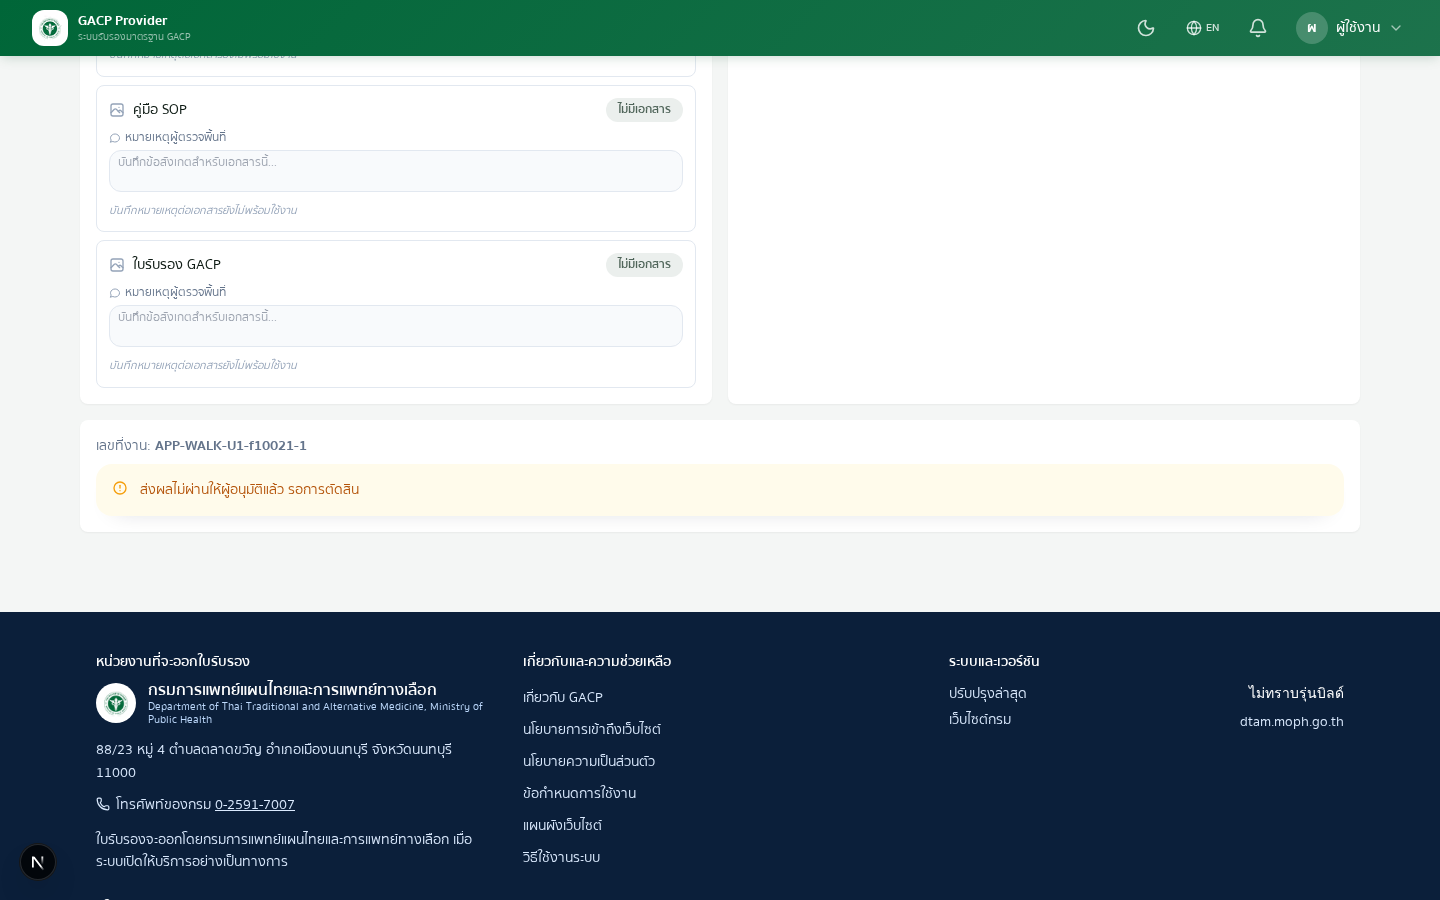 GACP Provider
ระบบรับรองมาตรฐาน GACP
EN
ผ
ผู้ใช้งาน
คู่มือ SOP
ไม่มีเอกสาร
หมายเหตุผู้ตรวจพื้นที่
บันทึกข้อสังเกตสำหรับเอกสารนี้...
บันทึกหมายเหตุต่อเอกสารยังไม่พร้อมใช้งาน
ใบรับรอง GACP
ไม่มีเอกสาร
หมายเหตุผู้ตรวจพื้นที่
บันทึกข้อสังเกตสำหรับเอกสารนี้...
บันทึกหมายเหตุต่อเอกสารยังไม่พร้อมใช้งาน
เลขที่งาน: APP-WALK-U1-f10021-1
ส่งผลไม่ผ่านให้ผู้อนุมัติแล้ว รอการตัดสิน
หน่วยงานที่จะออกใบรับรอง
กรมการแพทย์แผนไทยและการแพทย์ทางเลือก
Department of Thai Traditional and Alternative Medicine, Ministry of
Public Health
88/23 หมู่ 4 ตำบลตลาดขวัญ อำเภอเมืองนนทบุรี จังหวัดนนทบุรี
11000
โทรศัพท์ของกรม 0-2591-7007
ใบรับรองจะออกโดยกรมการแพทย์แผนไทยและการแพทย์ทางเลือก เมื่อ
ระบบเปิดให้บริการอย่างเป็นทางการ
เกี่ยวกับและความช่วยเหลือ
เกี่ยวกับ GACP
นโยบายการเข้าถึงเว็บไซต์
นโยบายความเป็นส่วนตัว
ข้อกำหนดการใช้งาน
แผนผังเว็บไซต์
วิธีใช้งานระบบ
ระบบและเวอร์ชัน
ปรับปรุงล่าสุด
ไม่ทราบรุ่นบิลด์
เว็บไซต์กรม
dtam.moph.go.th